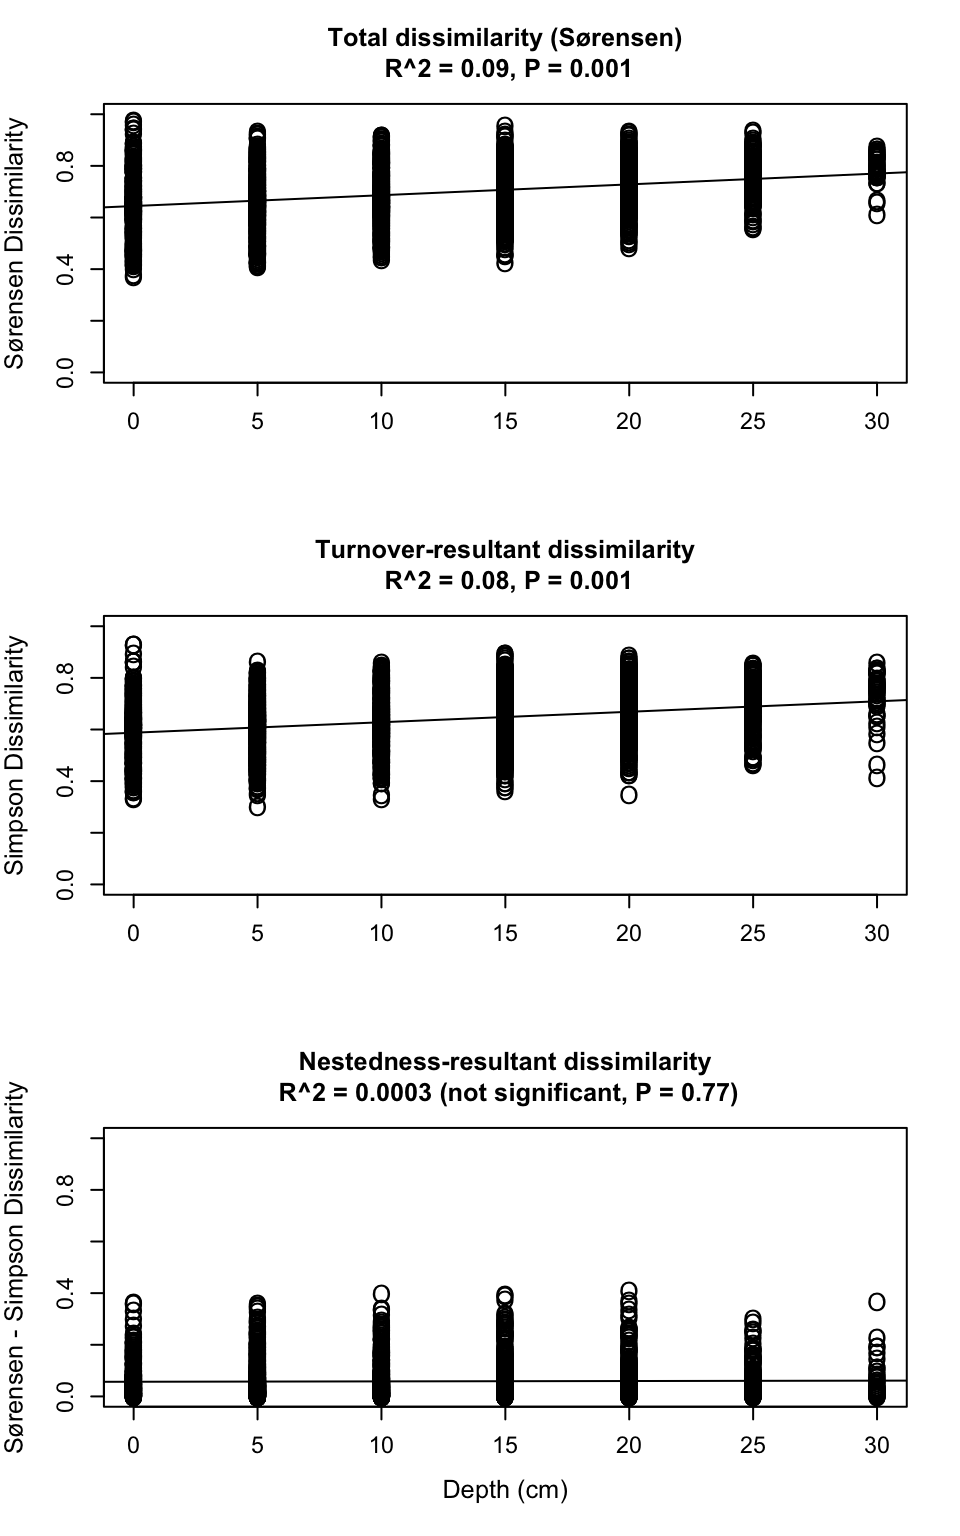 Total dissimilarity (Sørensen)
R^2 = 0.09, P = 0.001
Sørensen Dissimilarity
0.8
0.4
0.0
0 5 10 15 20 25 30
Turnover-resultant dissimilarity
R^2 = 0.08, P = 0.001
Simpson Dissimilarity
0.8
0.4
0.0
0 5 10 15 20 25 30
Nestedness-resultant dissimilarity
R^2 = 0.0003 (not significant, P = 0.77)
Sørensen - Simpson Dissimilarity
0.8
0.4
0.0
0 5 10 15 20 25 30
Depth (cm)